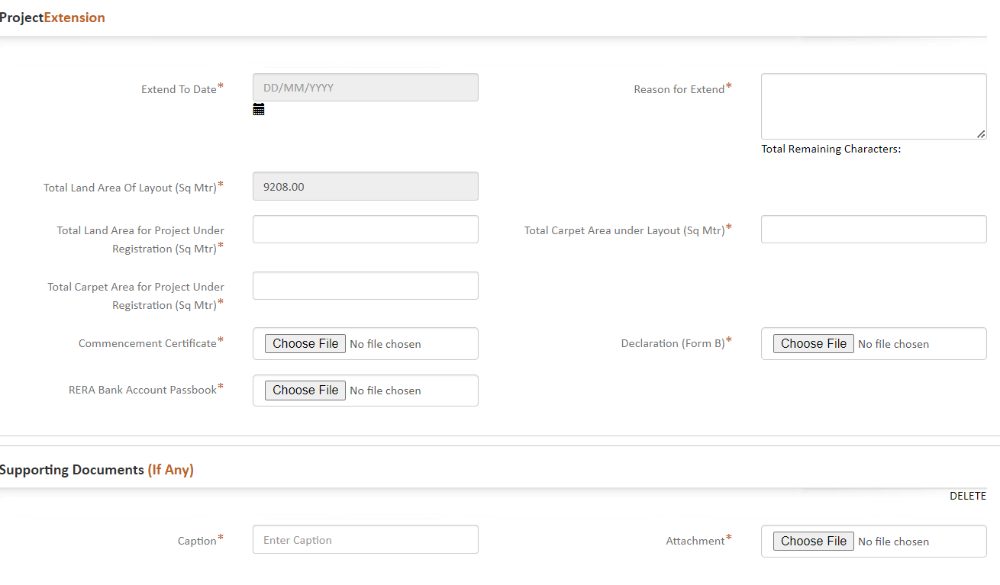 ProjectExtension
Extend To Date*
DD/MM/YYYY
Reason for Extend*
Total Remaining Characters:
Total Land Area Of Layout (Sq Mtr)*
9208.00
Total Land Area for Project Under
Registration (Sq Mtr)*
Total Carpet Area under Layout (Sq Mtr)*
Total Carpet Area for Project Under
Registration (Sq Mtr)*
Commencement Certificate*
Choose File No file chosen
Declaration (Form B)*
Choose File No file chosen
RERA Bank Account Passbook*
Choose File No file chosen
Supporting Documents (If Any)
DELETE
Caption*
Enter Caption
Attachment*
Choose File No file chosen